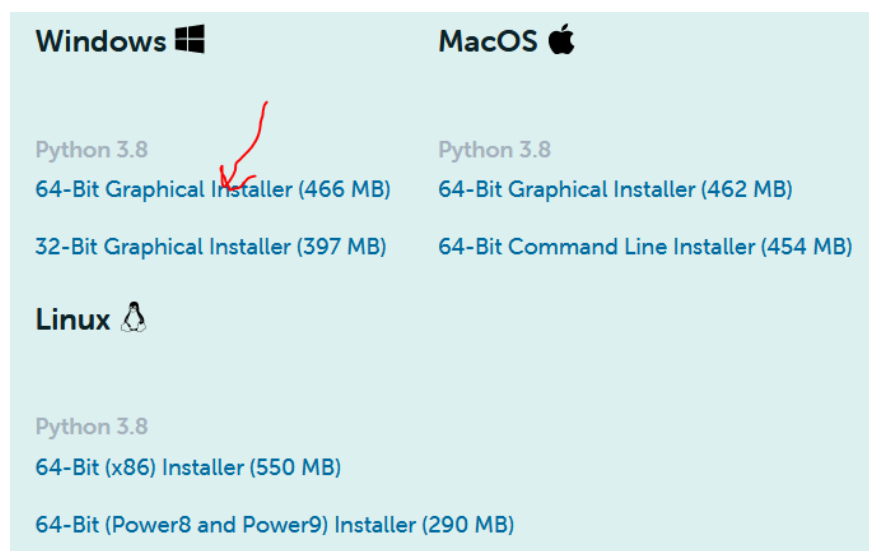 Windows
Python 3.8
64-Bit Graphical Installer (466 MB)
32-Bit Graphical Installer (397 MB)
MacOS
Python 3.8
64-Bit Graphical Installer (462 MB)
64-Bit Command Line Installer (454 MB)
Linux
Python 3.8
64-Bit (x86) Installer (550 MB)
64-Bit (Power8 and Power9) Installer (290 MB)